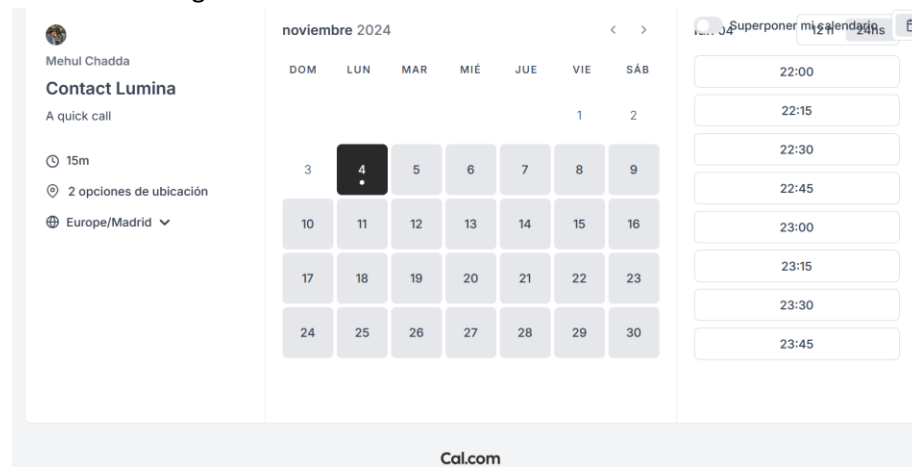 Mehul Chadda
Contact Lumina
A quick call
15m
2 opciones de ubicación
Europe/Madrid
noviembre 2024
DOM LUN MAR MIÉ JUE VIE SÁB
1 2
3 4 5 6 7 8 9
10 11 12 13 14 15 16
17 18 19 20 21 22 23
24 25 26 27 28 29 30
Superponer mi calendario
lun 04 12 h 24hs
22:00
22:15
22:30
22:45
23:00
23:15
23:30
23:45
Cal.com